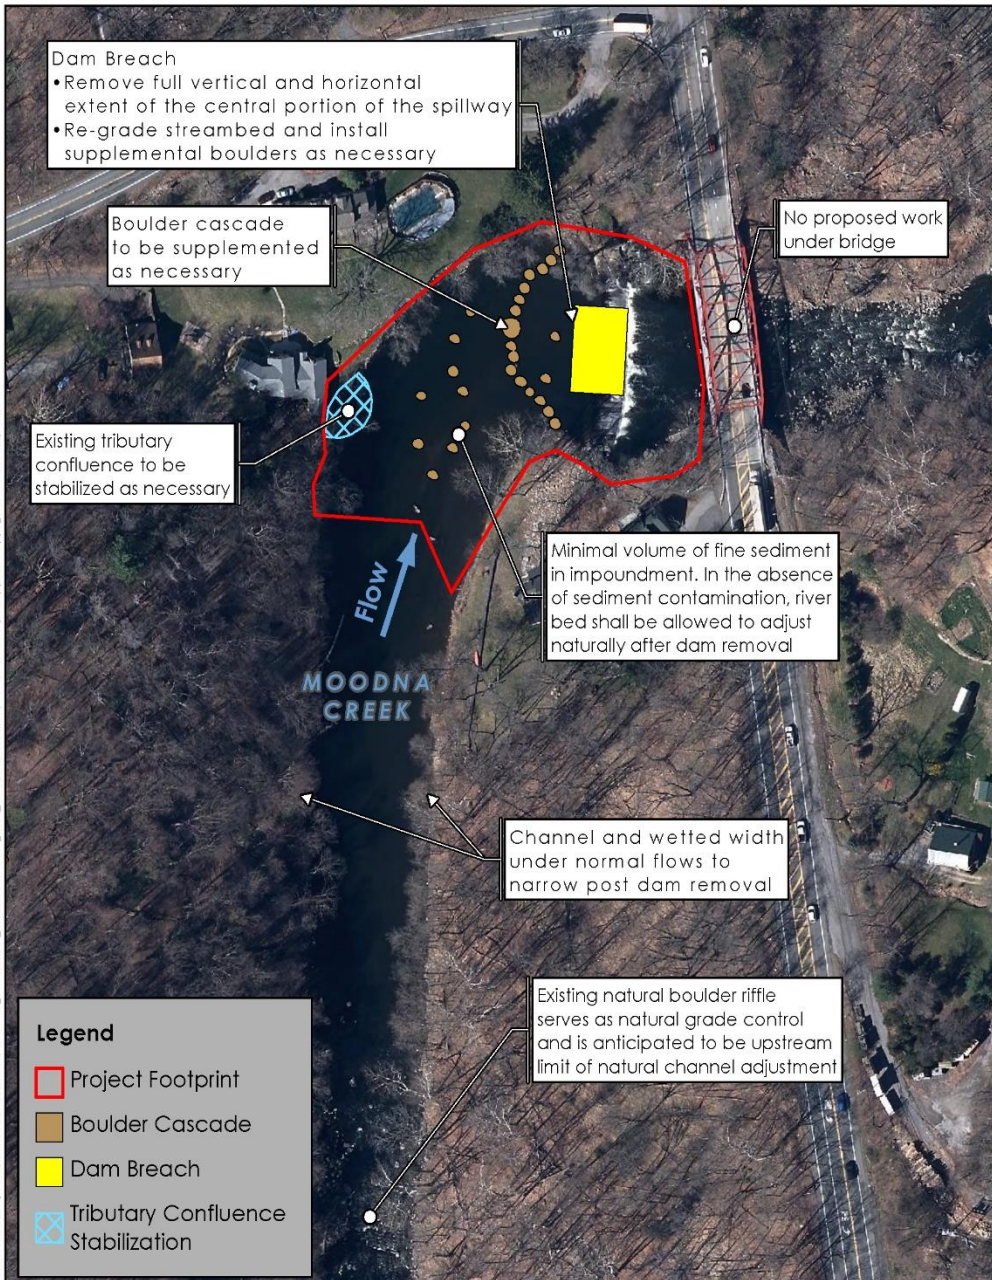 Dam Breach
•Remove full vertical and horizontal
extent of the central portion of the spillway
•Re-grade streambed and install
supplemental boulders as necessary
Boulder cascade
to be supplemented
as necessary
No proposed work
under bridge
Existing tributary
confluence to be
stabilized as necessary
Minimal volume of fine sediment
in impoundment. In the absence
of sediment contamination, river
bed shall be allowed to adjust
naturally after dam removal
Flow
MOODNA
CREEK
Channel and wetted width
under normal flows to
narrow post dam removal
Existing natural boulder riffle
serves as natural grade control
and is anticipated to be upstream
limit of natural channel adjustment
Legend
Project Footprint
Boulder Cascade
Dam Breach
Tributary Confluence
Stabilization